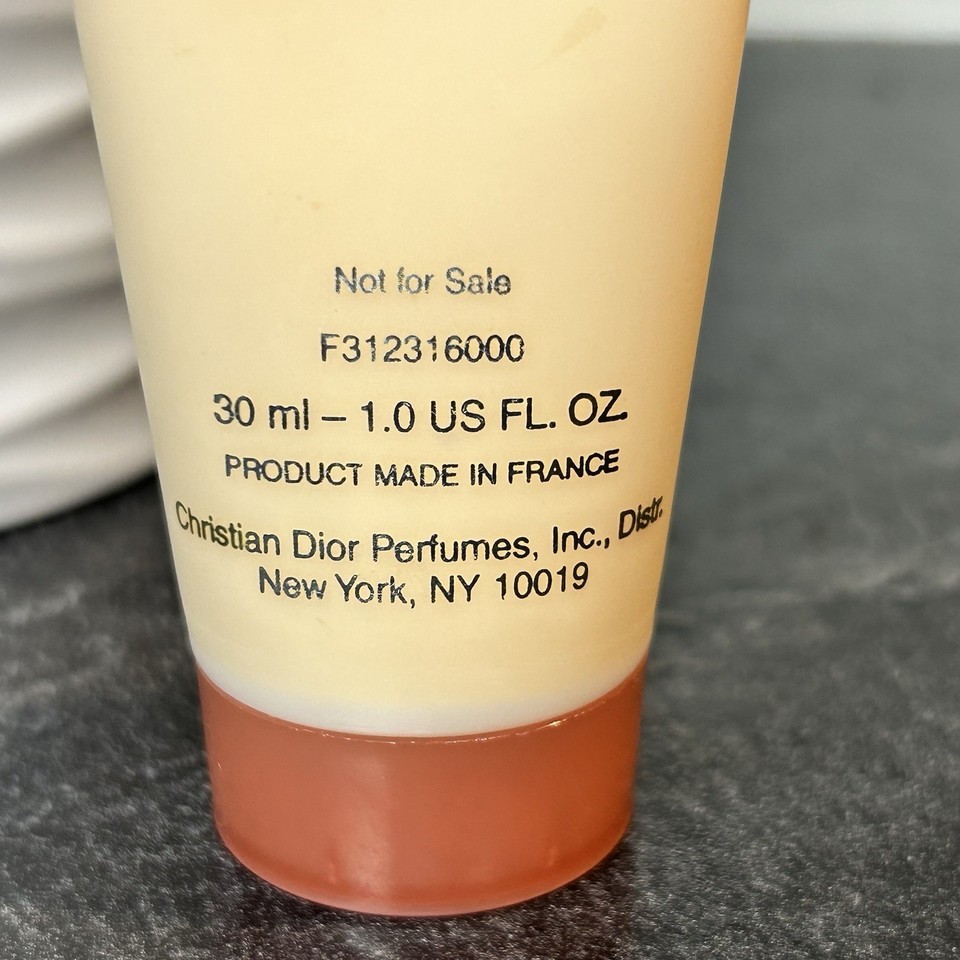 Not for Sale
F312316000
30 ml – 1.0 US FL. OZ.
PRODUCT MADE IN FRANCE
Christian Dior Perfumes, Inc., Distr.
New York, NY 10019